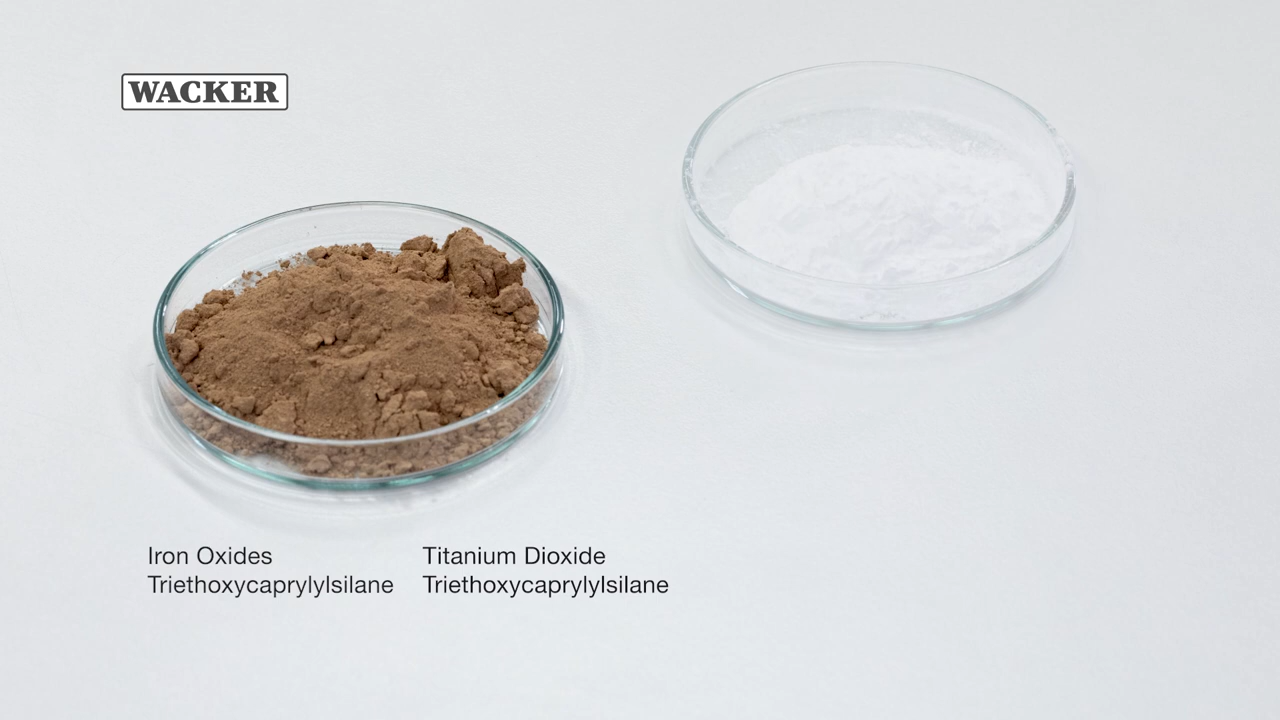 WACKER
Iron Oxides
Triethoxycaprylylsilane
Titanium Dioxide
Triethoxycaprylylsilane